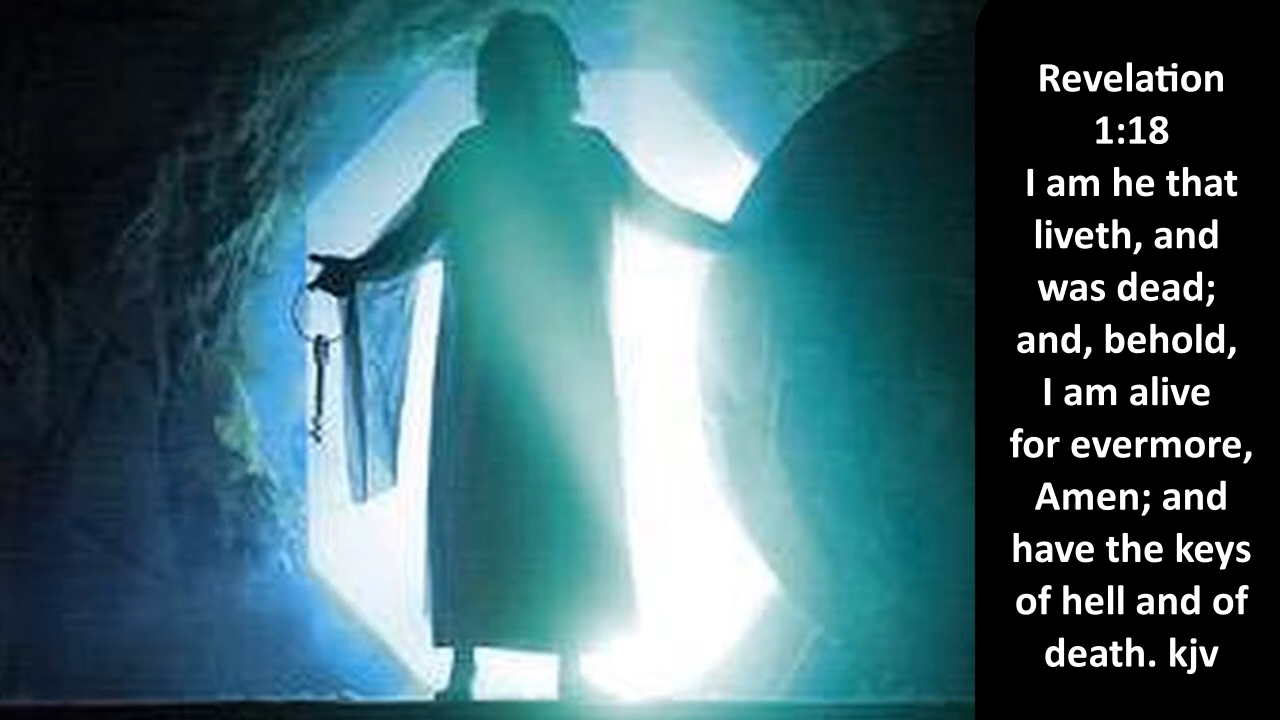 Revelation
1:18
I am he that
liveth, and
was dead;
and, behold,
I am alive
for evermore,
Amen; and
have the keys
of hell and of
death. kjv